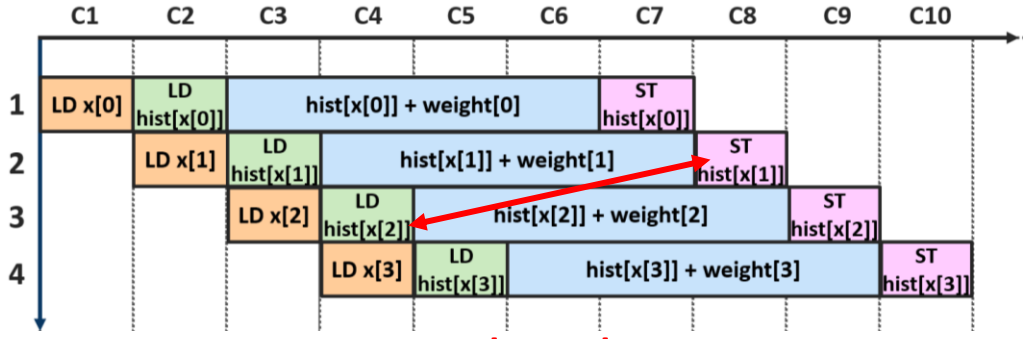 C1 C2 C3 C4 C5 C6 C7 C8 C9 C10
1 LD x[0] LD hist[x[0]] hist[x[0]] + weight[0] ST hist[x[0]]
2 LD x[1] LD hist[x[1]] hist[x[1]] + weight[1] ST hist[x[1]]
3 LD x[2] LD hist[x[2]] hist[x[2]] + weight[2] ST hist[x[2]]
4 LD x[3] LD hist[x[3]] hist[x[3]] + weight[3] ST hist[x[3]]